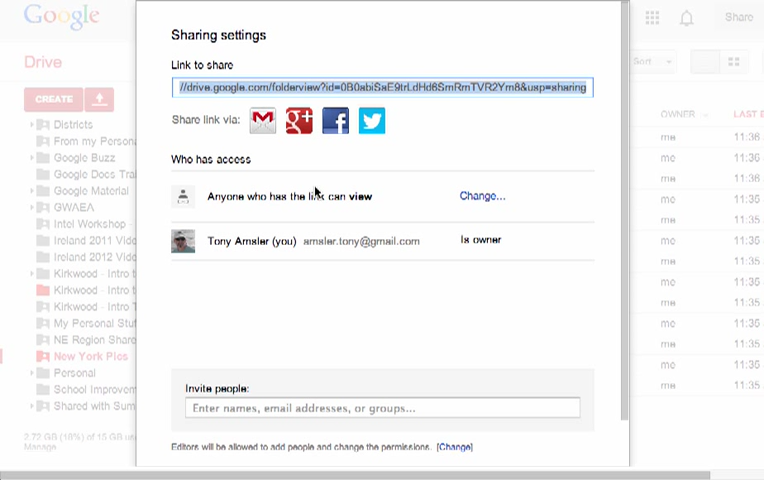 Google
Share
Sharing settings
Link to share
//drive.google.com/folderview?id=0B0abiSaE9trLdHd6SmRmTVR2Ym8&usp=sharing
Share link via:
Who has access
Anyone who has the link can view
Change...
Tony Amsler (you) amsler.tony@gmail.com
Is owner
Invite people:
Enter names, email addresses, or groups...
Editors will be allowed to add people and change the permissions. [Change]
Drive
CREATE
Districts
From my Persona
Google Buzz
Google Docs Tra
Google Material
GWAEA
Intel Workshop -
Ireland 2011 Vide
Ireland 2012 Vide
Kirkwood - Intro t
Kirkwood - Intro t
Kirkwood - Intro T
My Personal Stuf
NE Region Share
New York Pics
Personal
School Improvem
Shared with Sum
2.72 GB (18%) of 15 GB use
Manage
Sort
OWNER
LAST
me 11:36
me 11:36
me 11:36
me 11:35
me 11:35
me 11:35
me 11:35
me 11:35
me 11:35
me 11:35
me 11:35
me 11:35
me 11:35